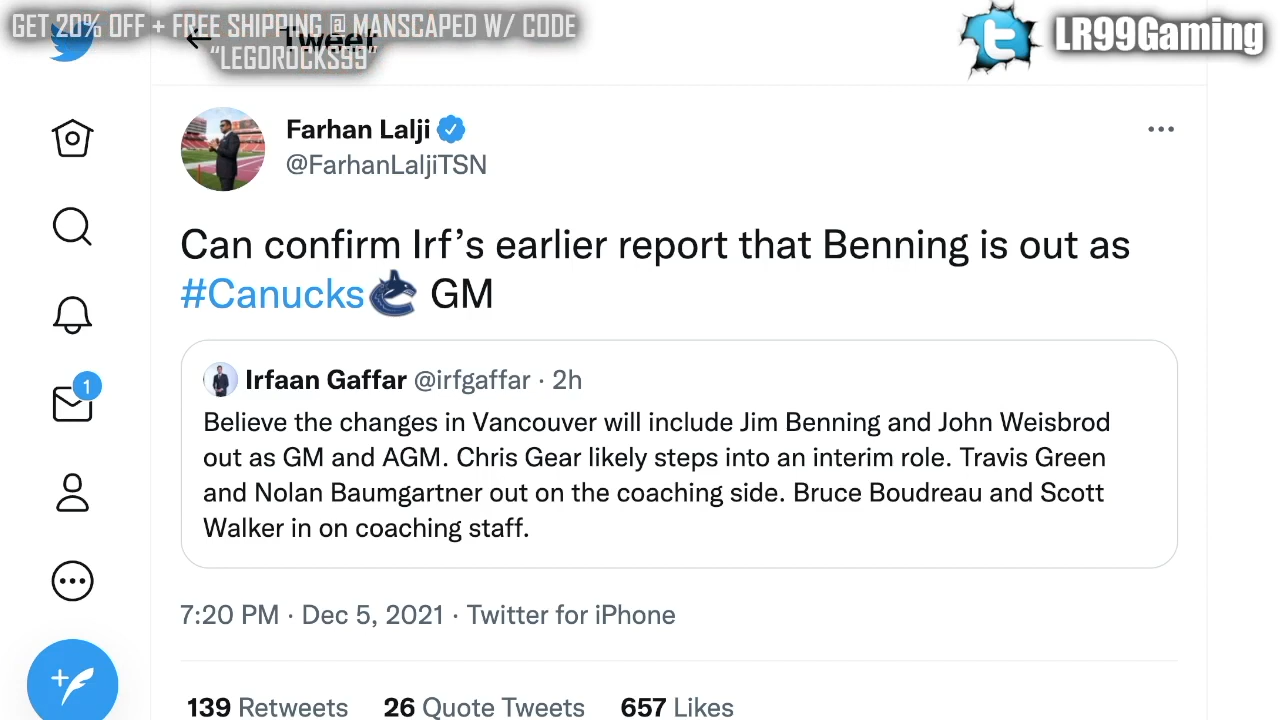 GET 20% OFF + FREE SHIPPING @ MANSCAPED W/ CODE
"LEGOROCKS99"
Tweet
LR99Gaming
Farhan Lalji
@FarhanLaljiTSN
Can confirm Irf’s earlier report that Benning is out as
#Canucks GM
Irfaan Gaffar @irfgaffar · 2h
Believe the changes in Vancouver will include Jim Benning and John Weisbrod
out as GM and AGM. Chris Gear likely steps into an interim role. Travis Green
and Nolan Baumgartner out on the coaching side. Bruce Boudreau and Scott
Walker in on coaching staff.
1
7:20 PM · Dec 5, 2021 · Twitter for iPhone
139 Retweets 26 Quote Tweets 657 Likes